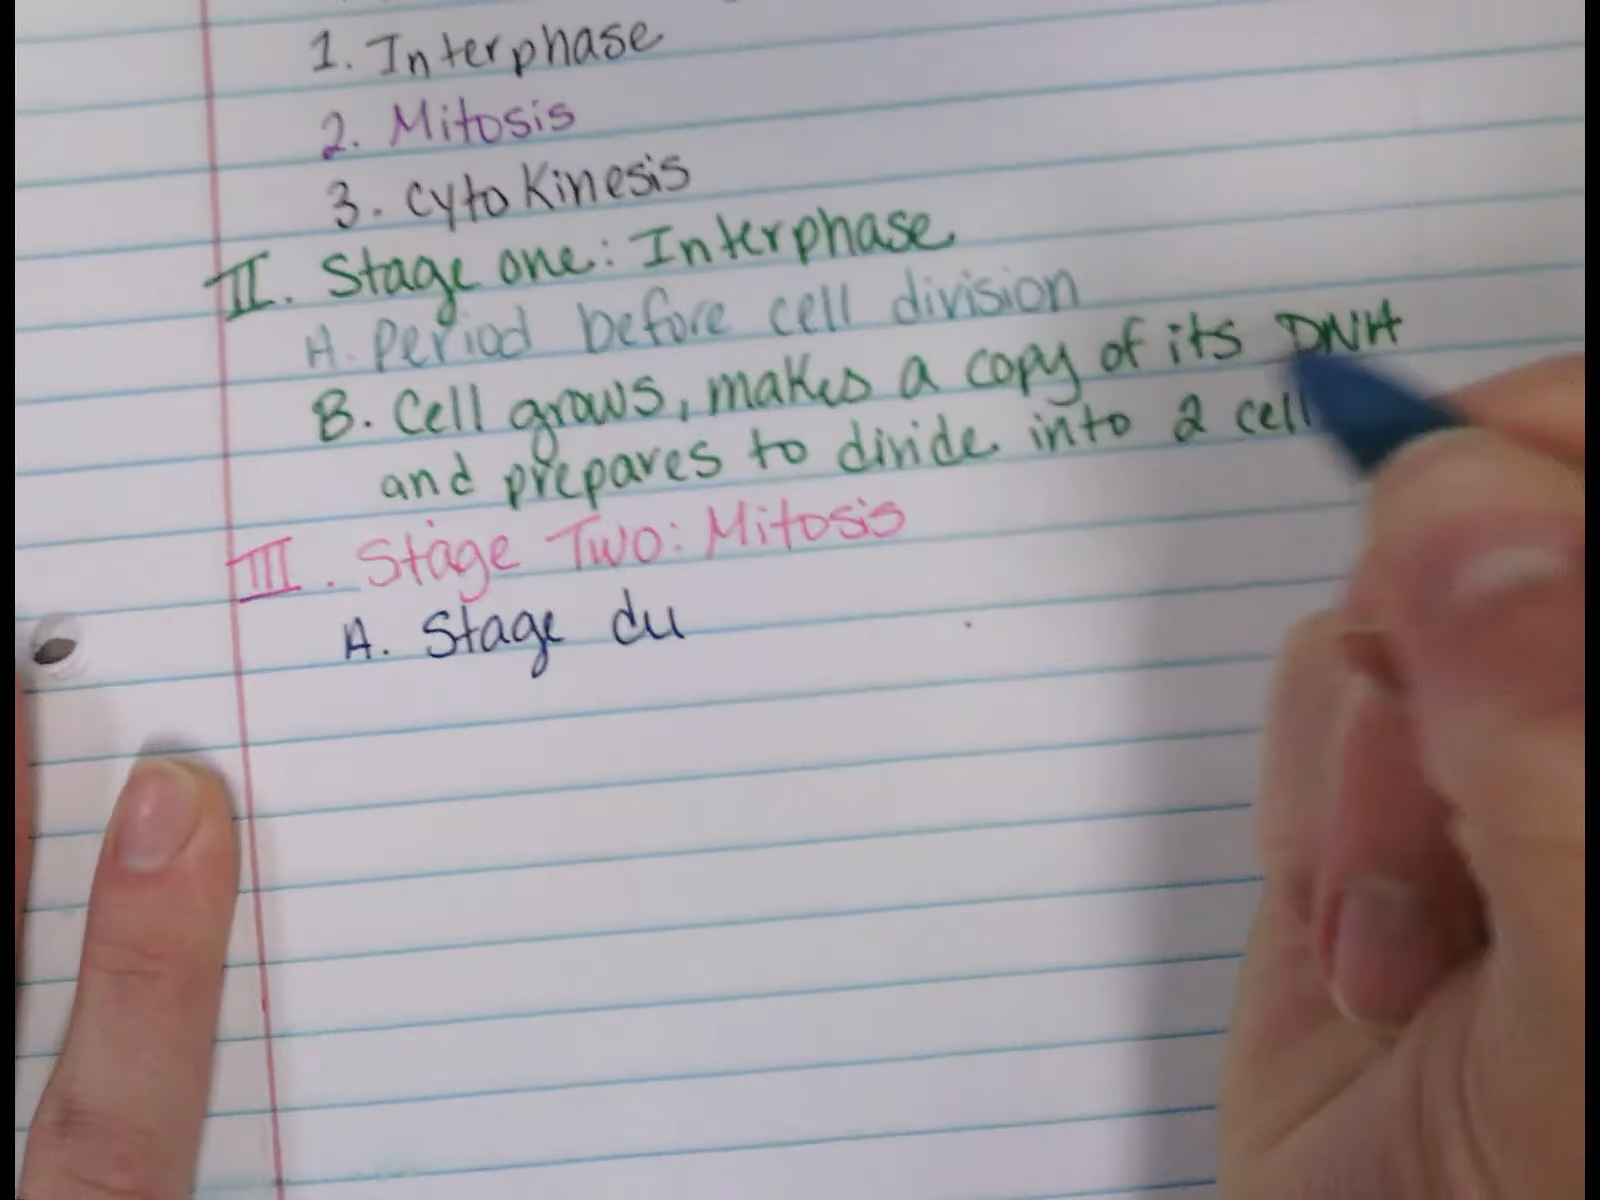 1. Interphase
2. Mitosis
3. cytokinesis
II. Stage one: Interphase
A. Period before cell division
B. Cell grows, makes a copy of its DNA
and prepares to divide into 2 cell
III. Stage Two: Mitosis
A. Stage du